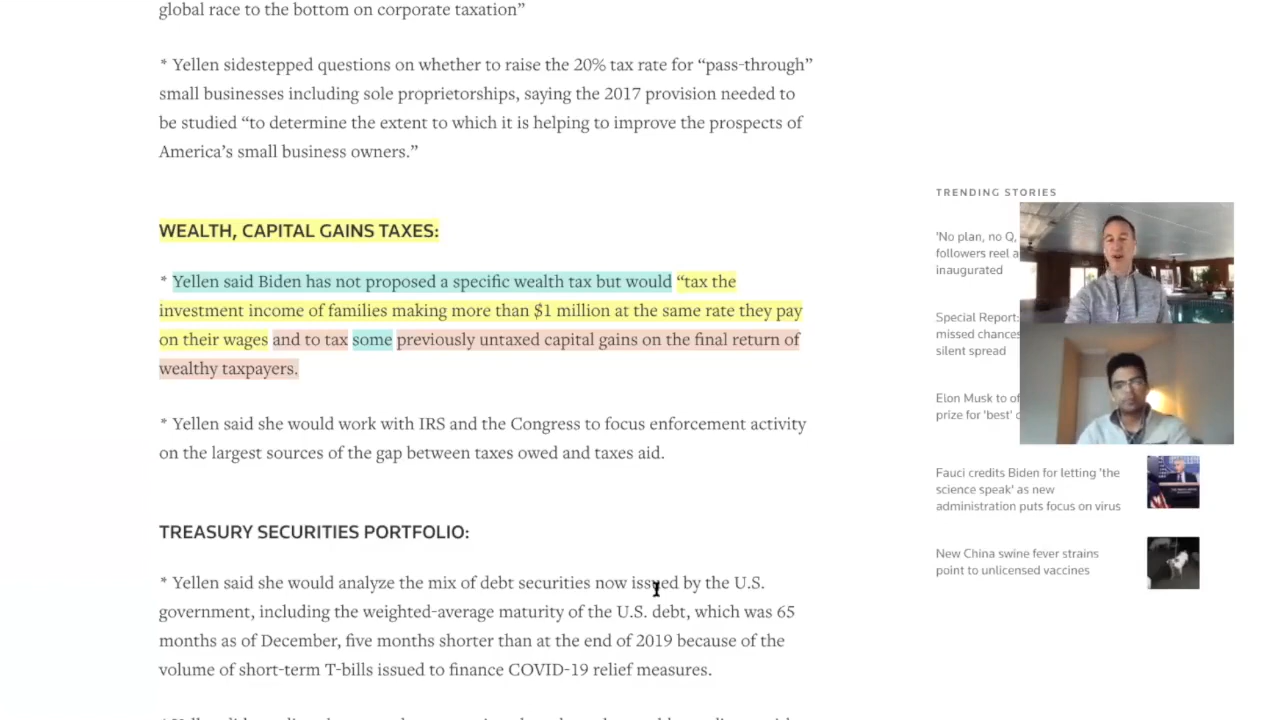 global race to the bottom on corporate taxation”
* Yellen sidestepped questions on whether to raise the 20% tax rate for “pass-through”
small businesses including sole proprietorships, saying the 2017 provision needed to
be studied “to determine the extent to which it is helping to improve the prospects of
America’s small business owners.”
WEALTH, CAPITAL GAINS TAXES:
* Yellen said Biden has not proposed a specific wealth tax but would “tax the
investment income of families making more than $1 million at the same rate they pay
on their wages and to tax some previously untaxed capital gains on the final return of
wealthy taxpayers.
* Yellen said she would work with IRS and the Congress to focus enforcement activity
on the largest sources of the gap between taxes owed and taxes aid.
TREASURY SECURITIES PORTFOLIO:
* Yellen said she would analyze the mix of debt securities now issued by the U.S.
government, including the weighted-average maturity of the U.S. debt, which was 65
months as of December, five months shorter than at the end of 2019 because of the
volume of short-term T-bills issued to finance COVID-19 relief measures.
TRENDING STORIES
'No plan, no Q,
followers reel a
inaugurated
Special Report:
missed chances
silent spread
Elon Musk to of
prize for 'best'
Fauci credits Biden for letting 'the
science speak' as new
administration puts focus on virus
New China swine fever strains
point to unlicensed vaccines